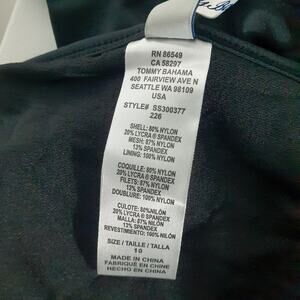 RN 86549
CA 58297
TOMMY BAHAMA
400 FAIRVIEW AVE N
SEATTLE WA 98109
USA
STYLE# SS300377
226
SHELL: 80% NYLON
20% LYCRA ® SPANDEX
MESH: 87% NYLON
13% SPANDEX
LINING: 100% NYLON
COQUILLE: 80% NYLON
20% LYCRA ® SPANDEX
FILETS: 87% NYLON
13% SPANDEX
DOUBLURE: 100% NYLON
CULOTE: 80%NILÓN
20% LYCRA ® SPANDEX
MALLA: 87% NILÓN
13% SPANDEX
REVESTIMIENTO: 100% NILÓN
SIZE / TAILLE / TALLA
10
MADE IN CHINA
FABRIQUÉ EN CHINE
HECHO EN CHINA